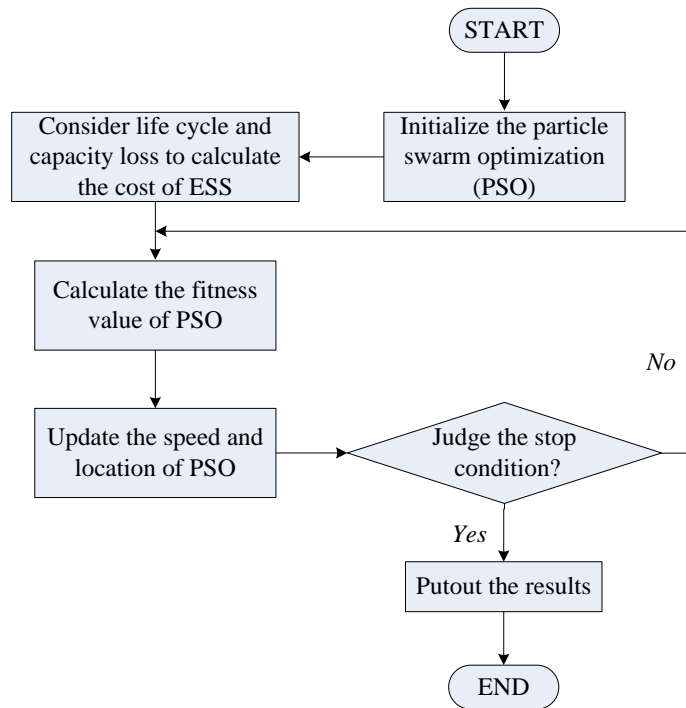 START
Initialize the particle
swarm optimization
(PSO)
Consider life cycle and
capacity loss to calculate
the cost of ESS
Calculate the fitness
value of PSO
Update the speed and
location of PSO
Judge the stop
condition?
No
Yes
Putout the results
END